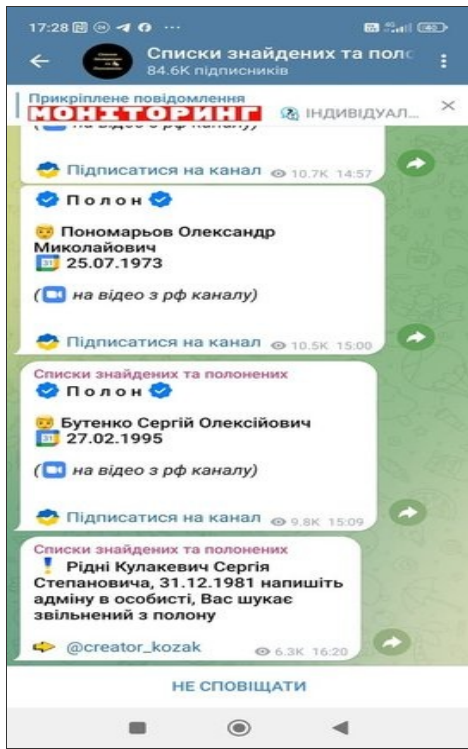 17:28
Списки знайдених та поло
84.6K підписників
Прикріплене повідомлення
МОНІТОРИНГ ІНДИВІДУАЛ...
на відео з рф каналу)
Підписатися на канал 10.7K 14:57
Полон
Пономарьов Олександр
Миколайович
25.07.1973
( на відео з рф каналу)
Підписатися на канал 10.5K 15:00
Списки знайдених та полонених
Полон
Бутенко Сергій Олексійович
27.02.1995
( на відео з рф каналу)
Підписатися на канал 9.8K 15:09
Списки знайдених та полонених
Рідні Кулакевич Сергія
Степановича, 31.12.1981 напишіть
адміну в особисті, Вас шукає
звільнений з полону
@creator_kozak 6.3K 16:20
НЕ СПОВІЩАТИ